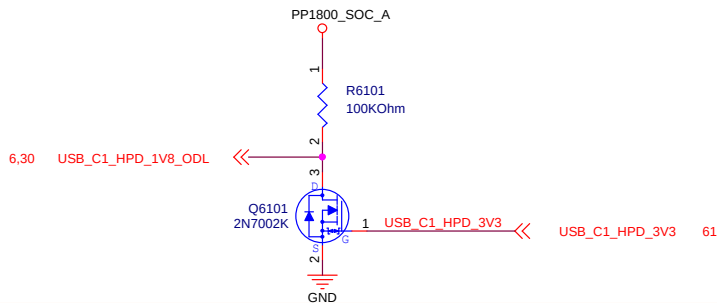 PP1800_SOC_A
1
R6101
100KOhm
2
6,30 USB_C1_HPD_1V8_ODL
3
D
Q6101
2N7002K
1 USB_C1_HPD_3V3
USB_C1_HPD_3V3 61
G
S
2
GND